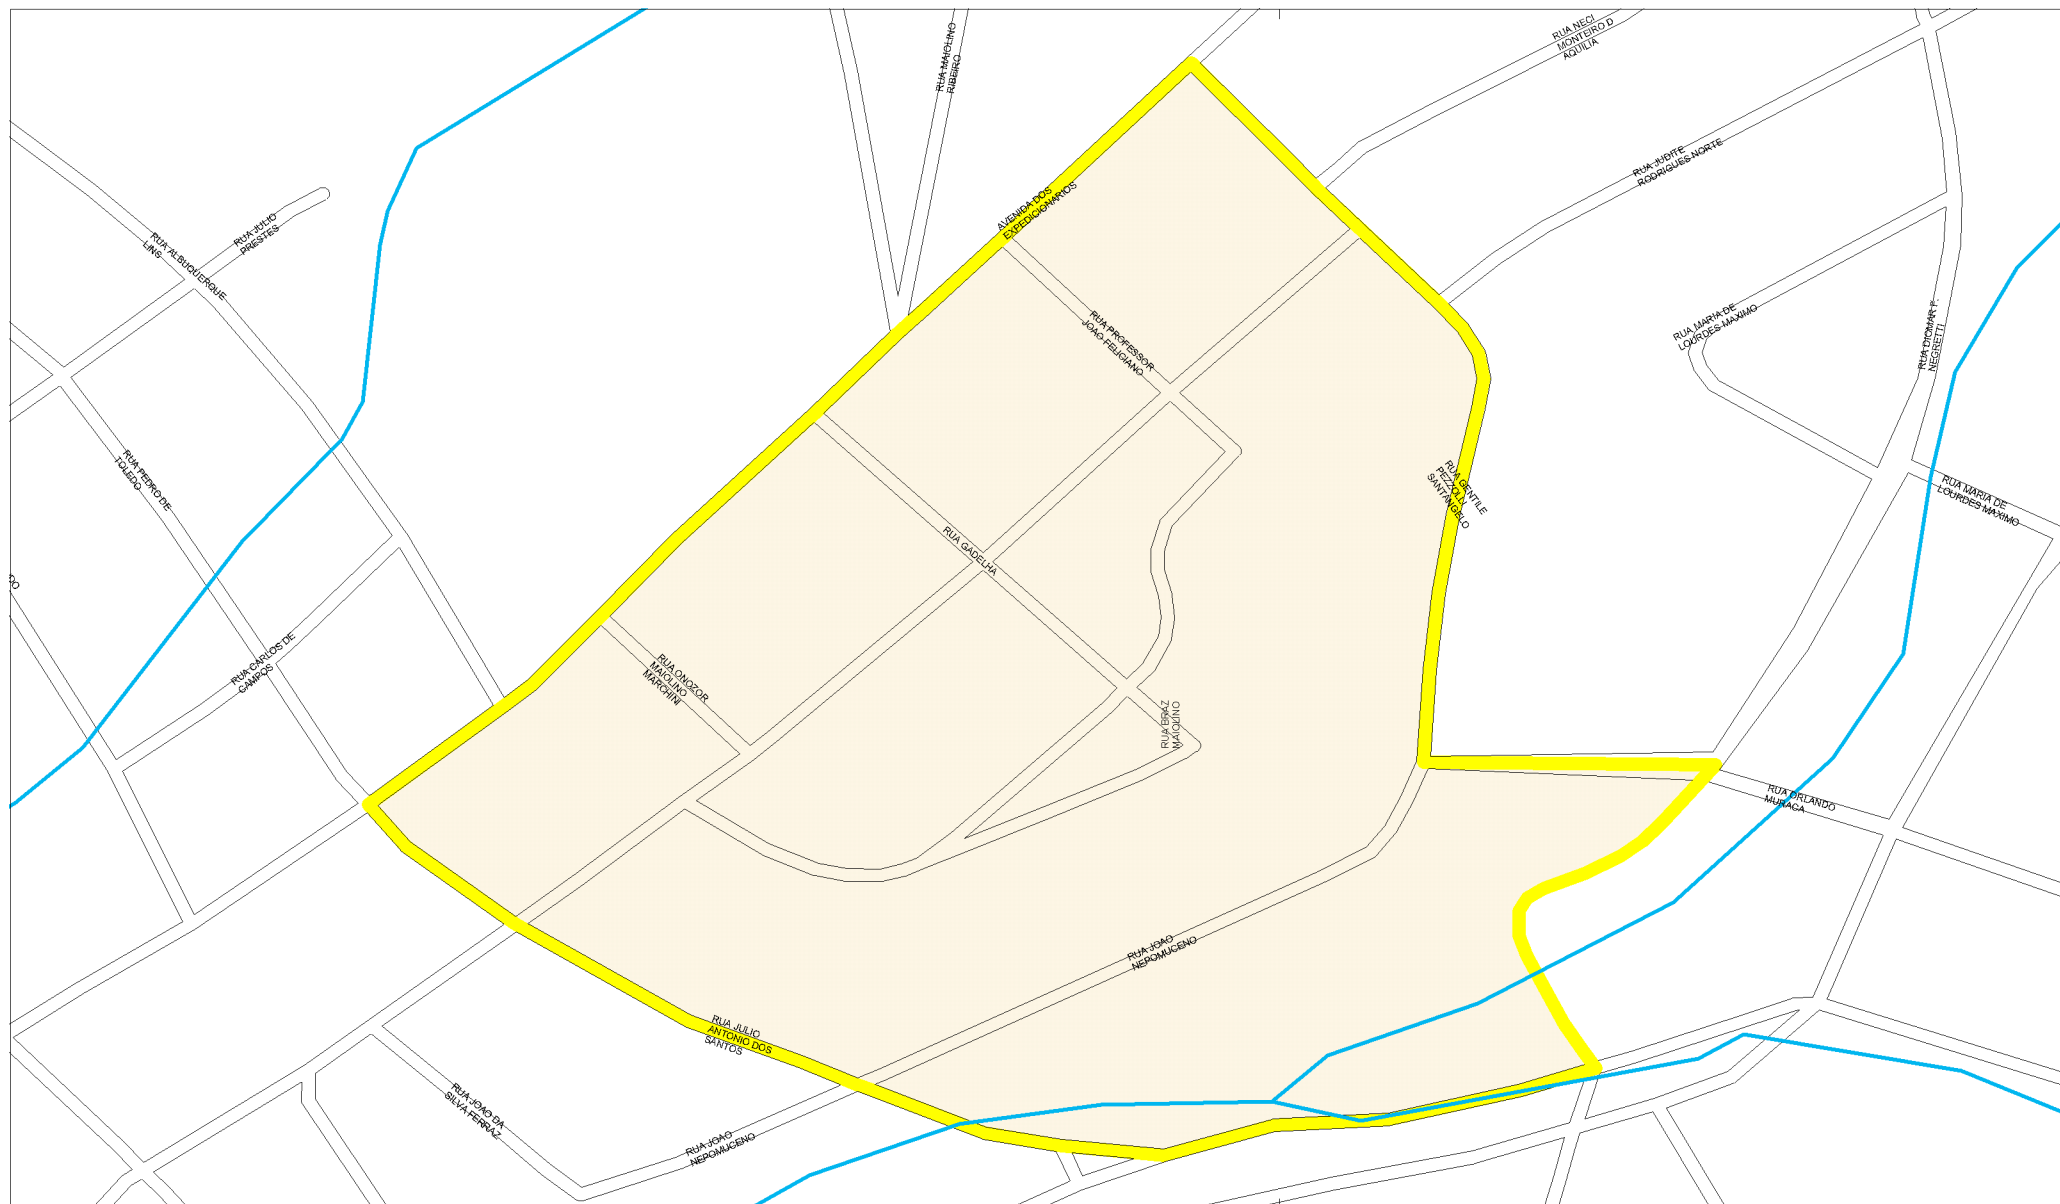 RUA NECI
MONTEIRO D
AQUILIA
RUA MAIOLINO
RIBEIRO
RUA JUDITE
RODRIGUES NORTE
AVENIDA DOS
EXPEDICIONARIOS
RUA JULIO
PRESTES
RUA ALBUQUERQUE
LINS
RUA PROFESSOR
JOAO FELICIANO
RUA MARIA DE
LOURDES MAXIMO
RUA DIOMAR P.
NEGRETTI
RUA PEDRO DE
TOLEDO
RUA GENTILE
PEZZOLLI
SANTANGELO
RUA MARIA DE
LOURDES MAXIMO
RUA GADELHA
DO
RUA CARLOS DE
CAMPOS
RUA ONOZOR
MAIOLINO
MARCHINI
RUA BRAZ
MAIOLINO
RUA ORLANDO
MURACA
RUA JOAO
NEPOMUCENO
RUA JULIO
ANTONIO DOS
SANTOS
RUA JOAO DA
SILVA FERRAZ
RUA JOAO
NEPOMUCENO